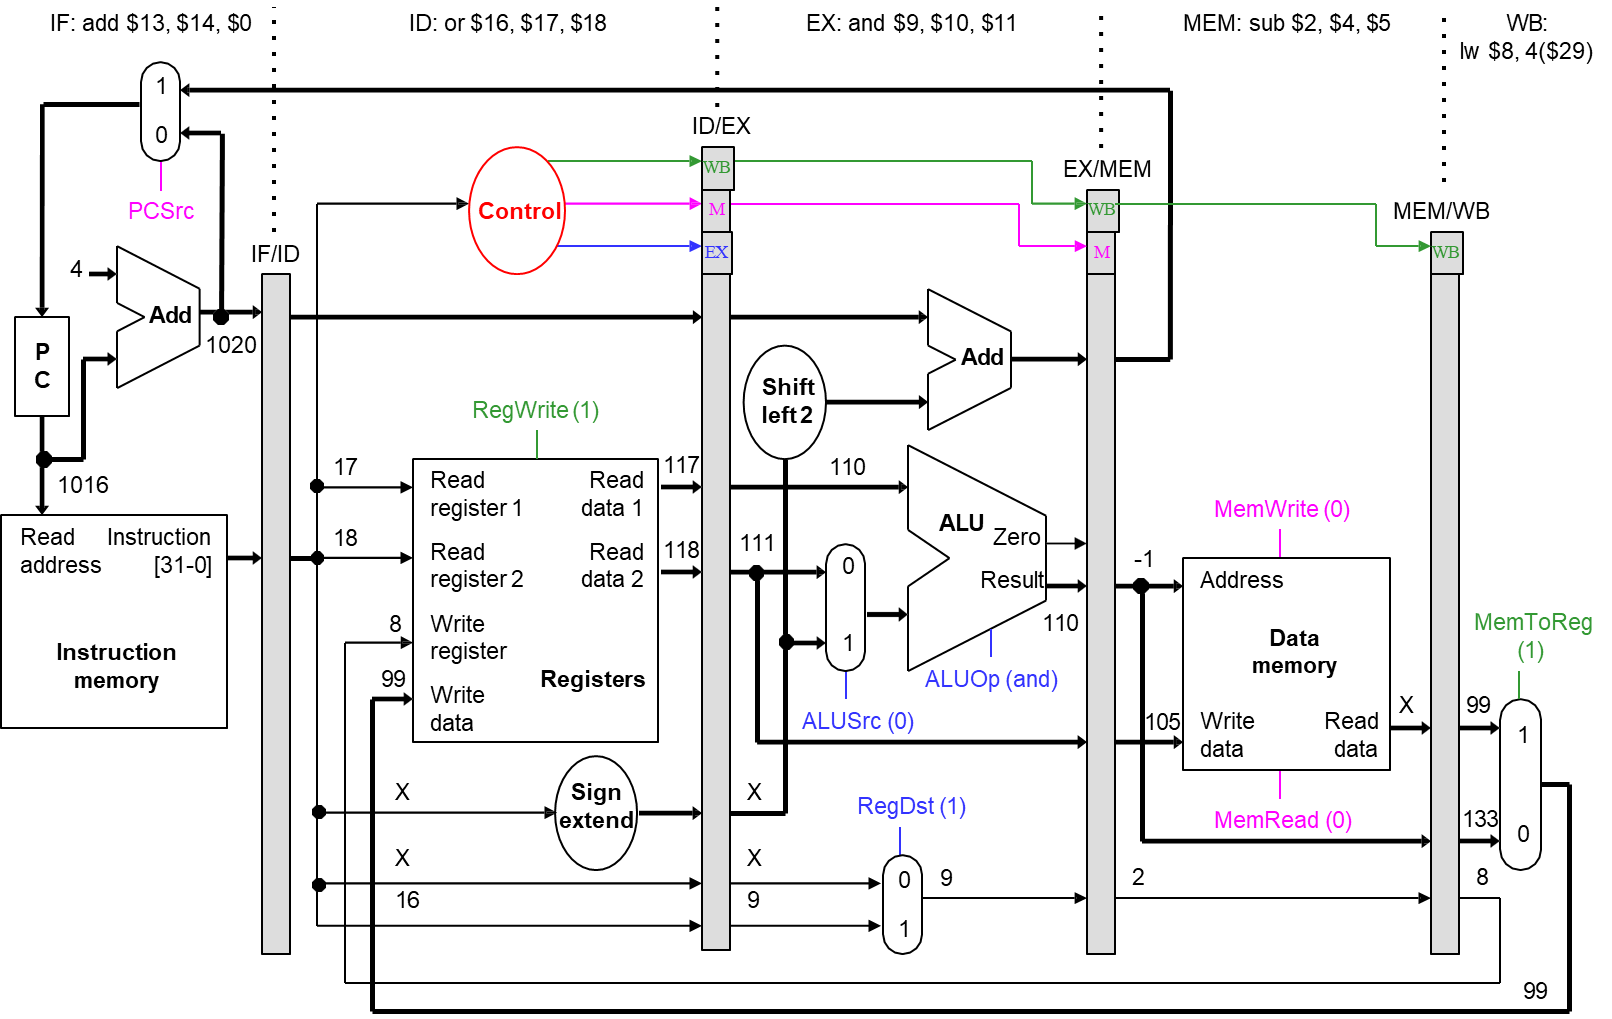 IF: add $13, $14, $0
ID: or $16, $17, $18
EX: and $9, $10, $11
MEM: sub $2, $4, $5
WB:
lw $8, 4($29)
1
0
PCSrc
4
Add
1020
P
C
1016
Read
address
Instruction
[31-0]
Instruction
memory
IF/ID
Control
ID/EX
WB
M
EX
RegWrite (1)
17
18
8
99
Read
register 1
Read
data 1
Read
register 2
Read
data 2
Write
register
Write
data
Registers
117
118
X
Sign
extend
X
16
Shift
left 2
Add
110
111
0
1
ALUSrc (0)
ALU
Zero
Result
110
ALUOp (and)
X
X
9
RegDst (1)
0
1
9
EX/MEM
WB
M
-1
105
2
MemWrite (0)
Address
Data
memory
Write
data
Read
data
MemRead (0)
X
MEM/WB
WB
MemToReg
(1)
99
133
1
0
8
99